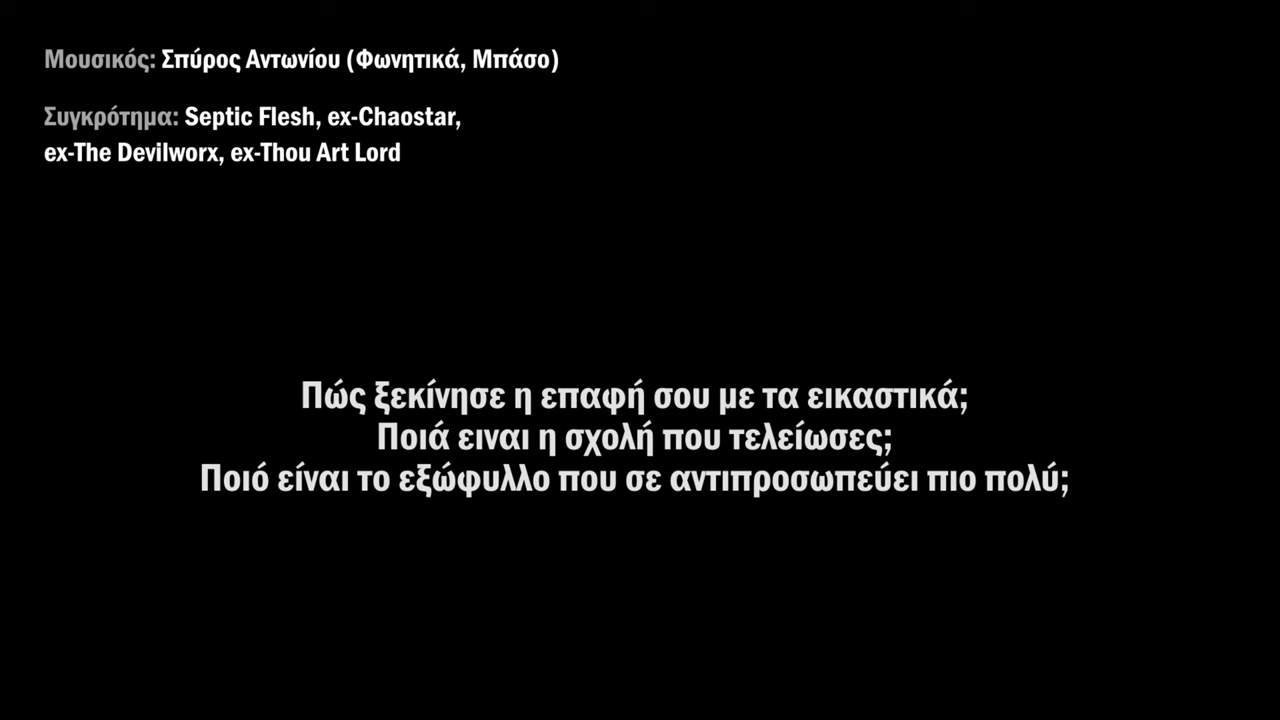 Μουσικός: Σπύρος Αντωνίου (Φωνητικά, Μπάσο)
Συγκρότημα: Septic Flesh, ex-Chaostar,
ex-The Devilworx, ex-Thou Art Lord
Πώς ξεκίνησε η επαφή σου με τα εικαστικά;
Ποιά ειναι η σχολή που τελείωσες;
Ποιό είναι το εξώφυλλο που σε αντιπροσωπεύει πιο πολύ;